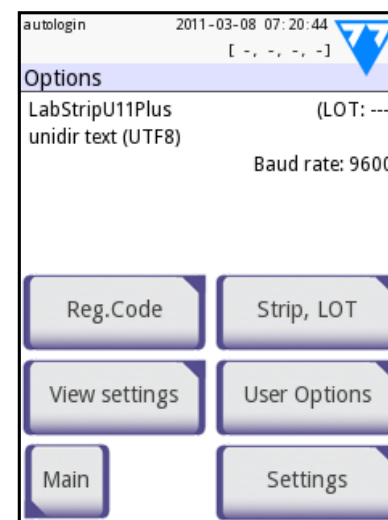 autologin 2011-03-08 07:20:44
[ -, -, -, -]
Options
LabStripU11Plus (LOT: ---
unidir text (UTF8)
Baud rate: 9600
Reg.Code Strip, LOT
View settings User Options
Main Settings